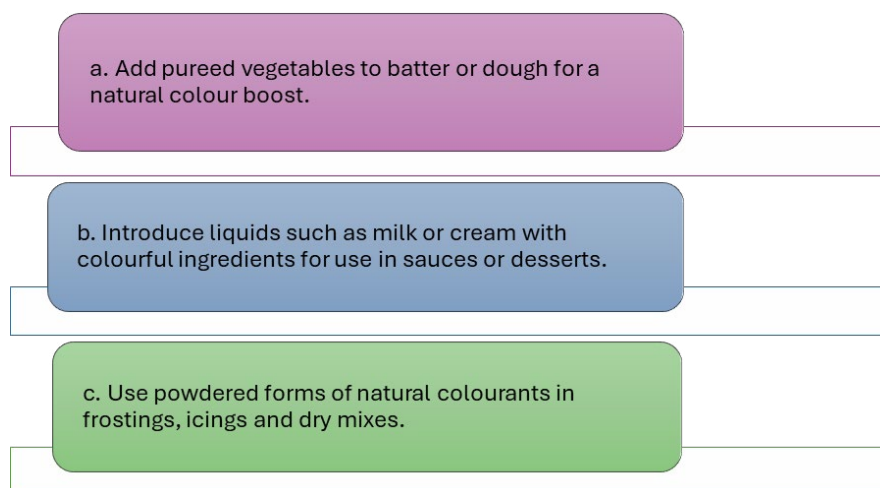 a. Add pureed vegetables to batter or dough for a
natural colour boost.
b. Introduce liquids such as milk or cream with
colourful ingredients for use in sauces or desserts.
c. Use powdered forms of natural colourants in
frostings, icings and dry mixes.